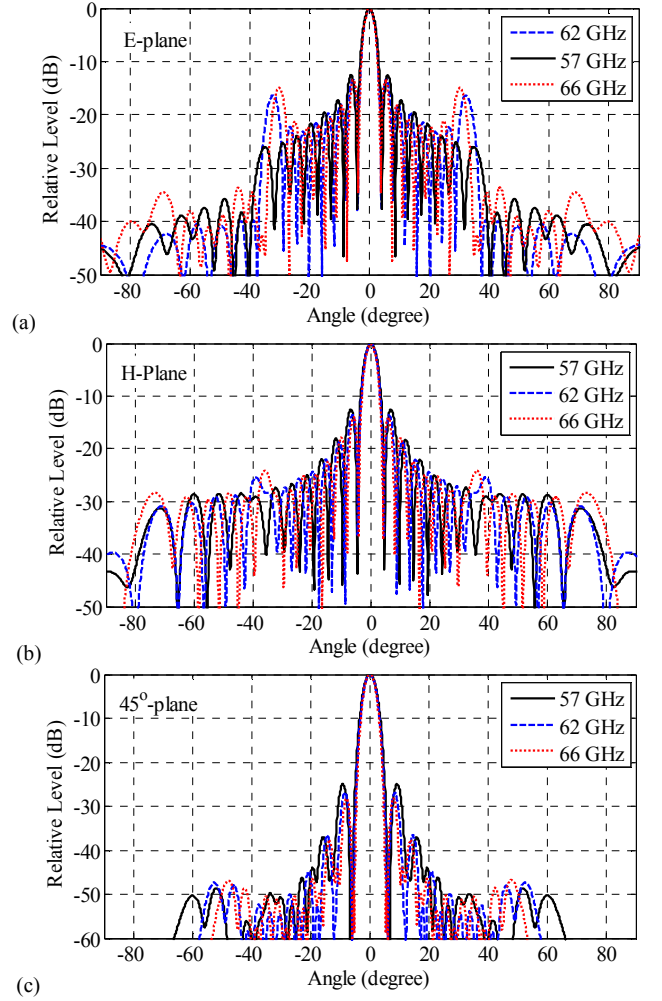 E-plane
62 GHz
57 GHz
66 GHz
Relative Level (dB)
0
-10
-20
-30
-40
-50
-80 -60 -40 -20 0 20 40 60 80
Angle (degree)
(a)
H-Plane
57 GHz
62 GHz
66 GHz
Relative Level (dB)
0
-10
-20
-30
-40
-50
-80 -60 -40 -20 0 20 40 60 80
Angle (degree)
(b)
45°-plane
57 GHz
62 GHz
66 GHz
Relative Level (dB)
0
-10
-20
-30
-40
-50
-60
-80 -60 -40 -20 0 20 40 60 80
Angle (degree)
(c)